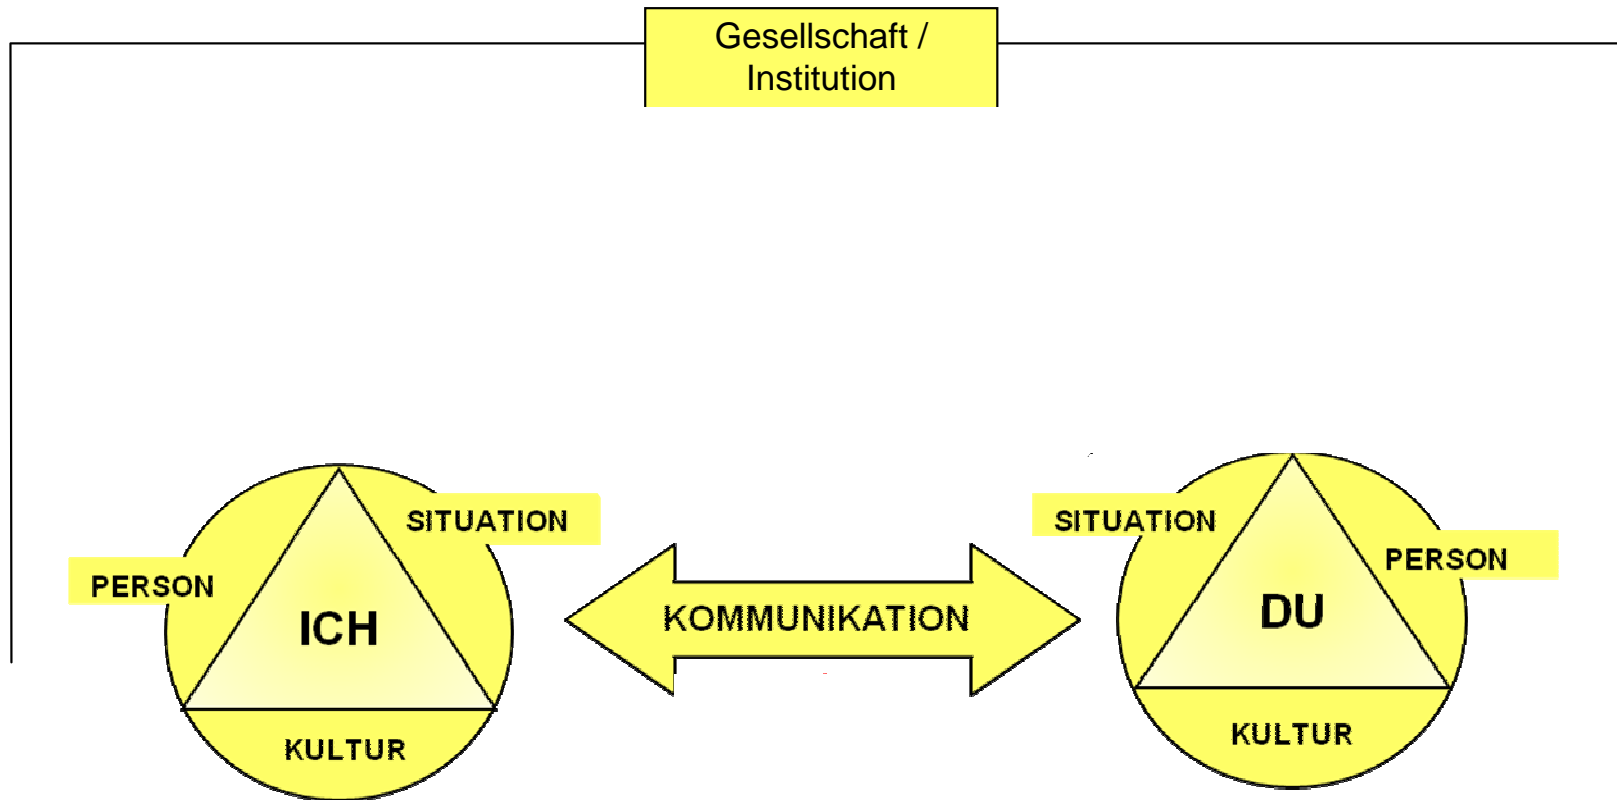 Gesellschaft /
Institution
SITUATION
PERSON
ICH
KULTUR
KOMMUNIKATION
SITUATION
PERSON
DU
KULTUR